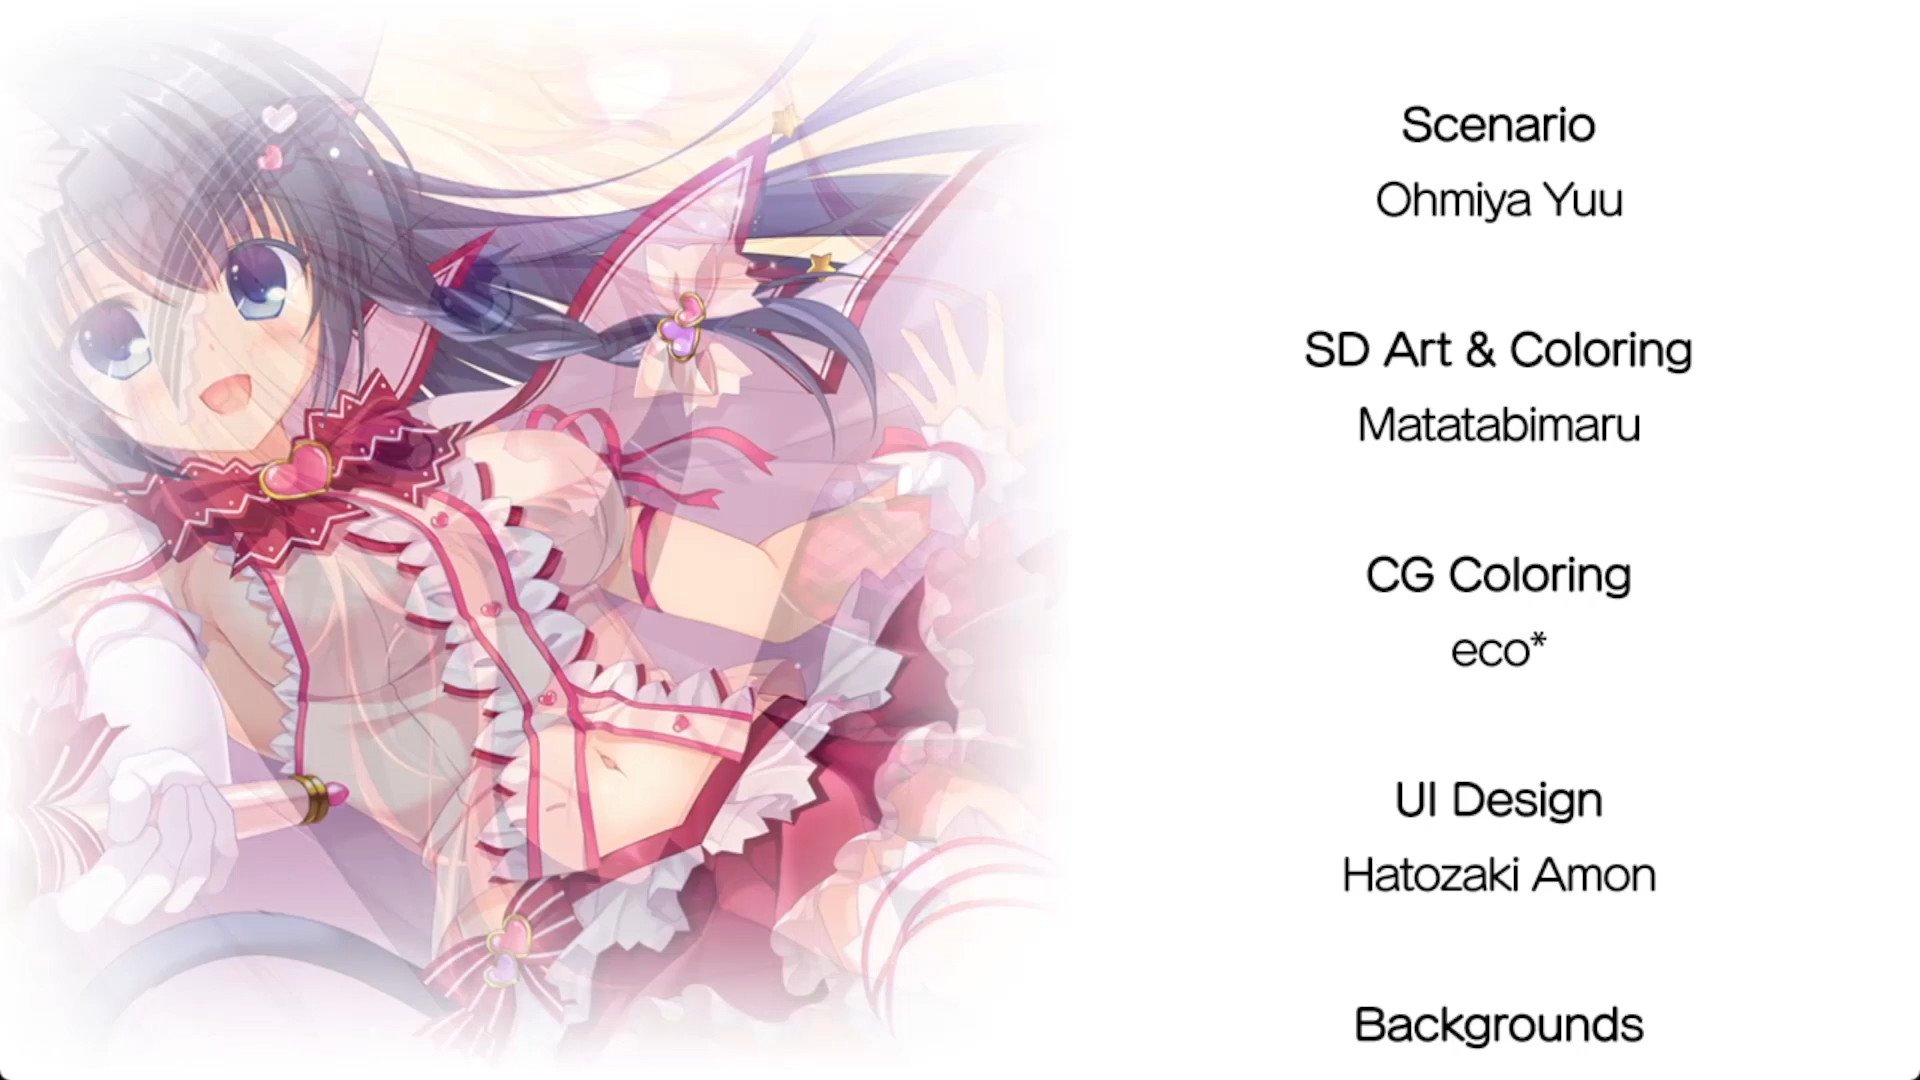 Scenario
Ohmiya Yuu
SD Art & Coloring
Matatabimaru
CG Coloring
eco*
UI Design
Hatozaki Amon
Backgrounds